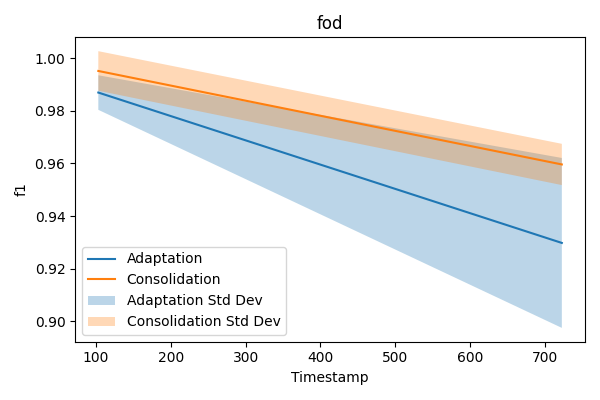 fod
1.00
0.98
0.96
0.94
0.92
0.90
f1
Adaptation
Consolidation
Adaptation Std Dev
Consolidation Std Dev
100 200 300 400 500 600 700
Timestamp